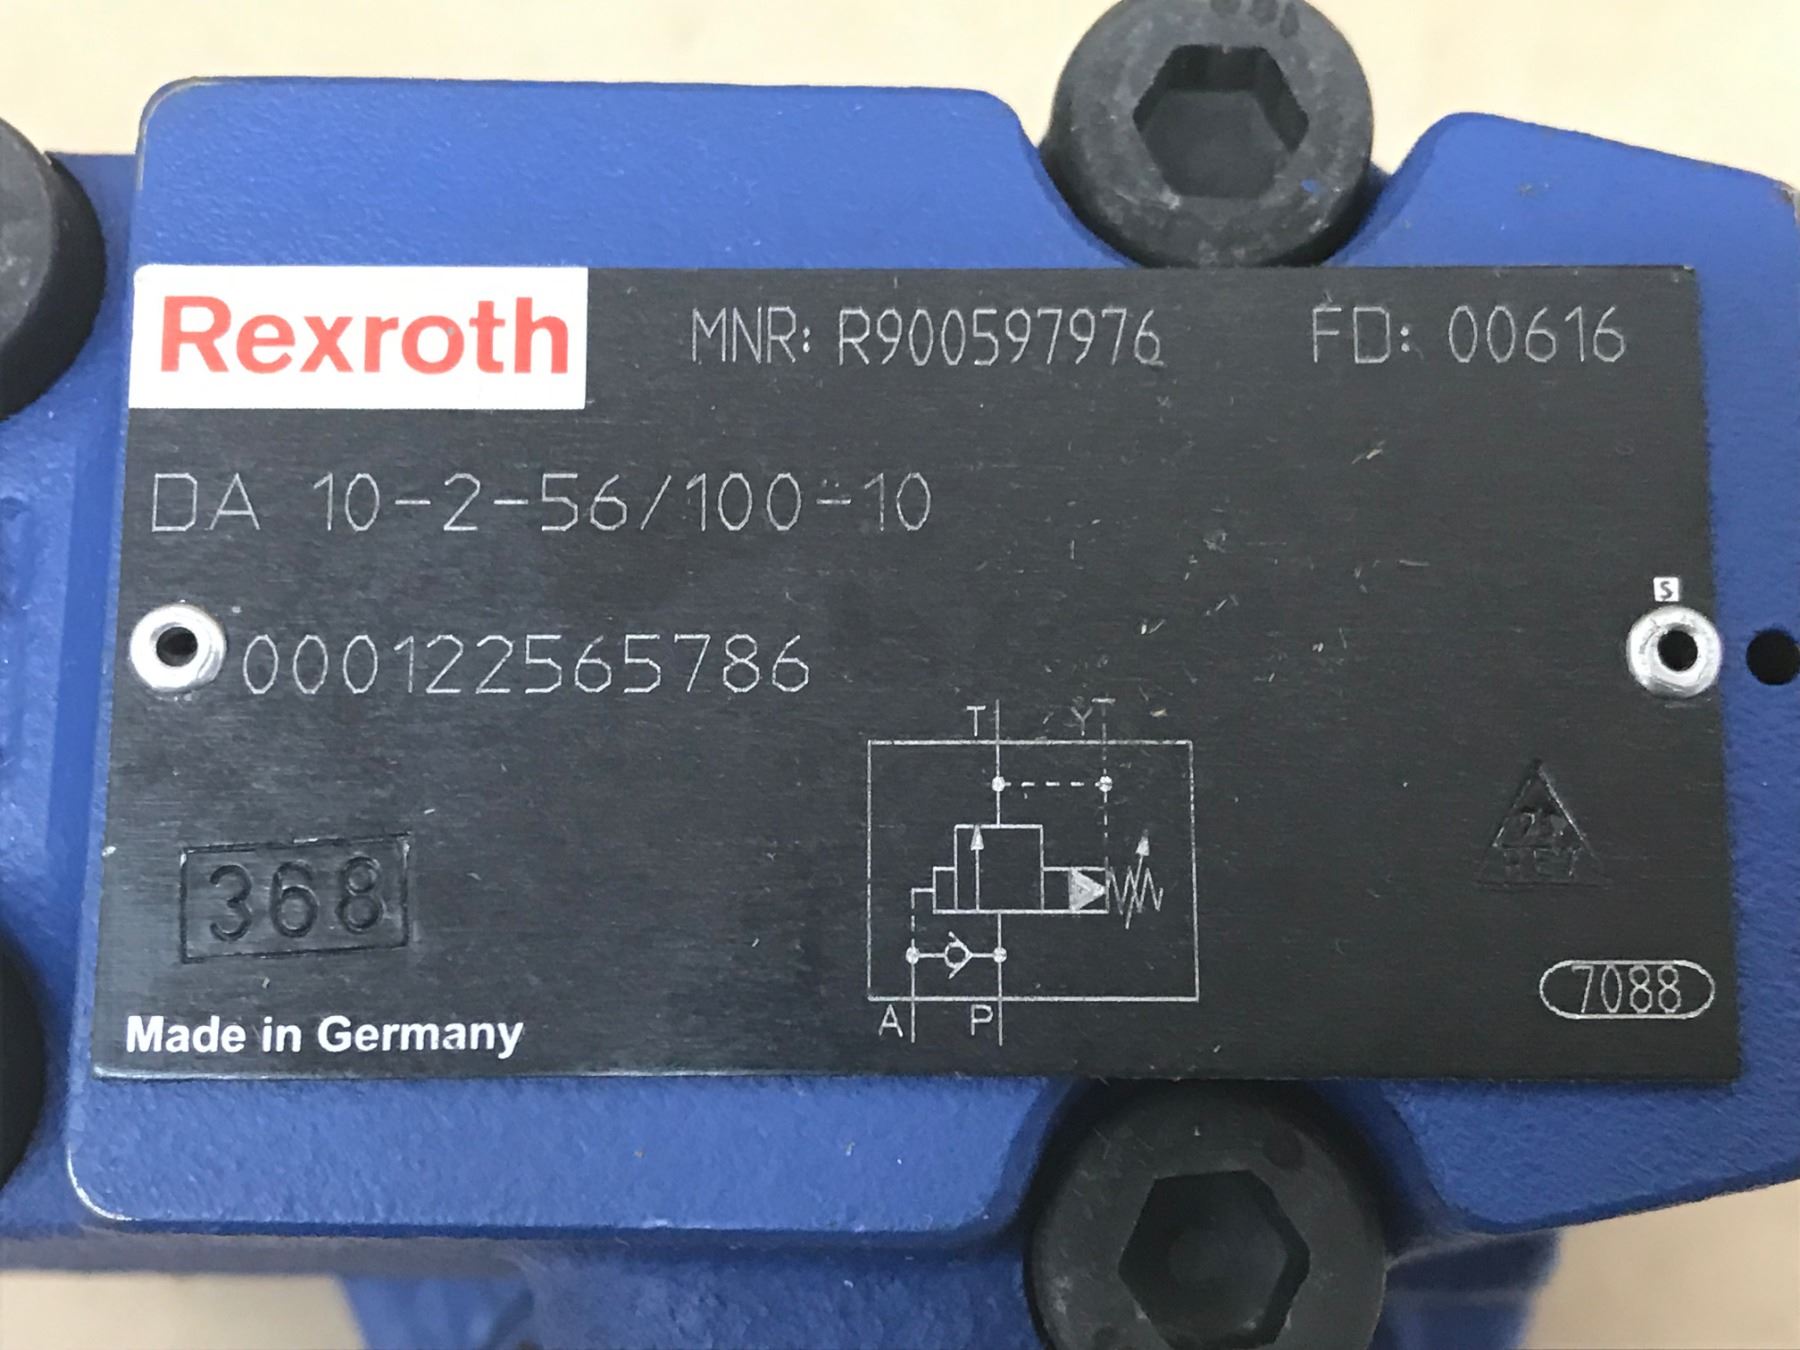 Rexroth
MNR: R900597976
FD: 00616
DA 10-2-56/100-10
S
000122565786
T Y
368
7088
A P
Made in Germany